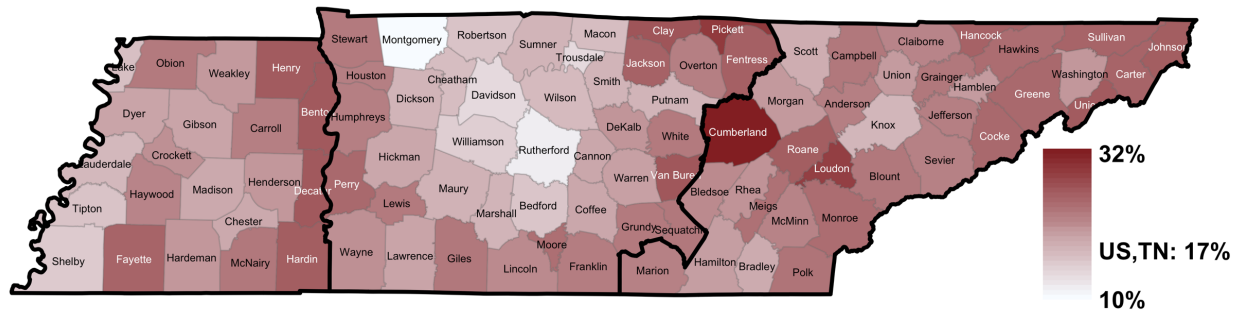 Stewart
Montgomery
Robertson
Sumner
Macon
Trousdale
Clay
Pickett
Scott
Campbell
Claiborne
Hancock
Hawkins
Sullivan
Johnson
Lake
Obion
Weakley
Henry
Houston
Cheatham
Dickson
Davidson
Wilson
Smith
Jackson
Overton
Fentress
Union
Grainger
Hamblen
Washington
Carter
Dyer
Gibson
Carroll
Bento
Humphreys
Putnam
Morgan
Anderson
Knox
Jefferson
Greene
Unic
Crockett
Williamson
Rutherford
Cannon
DeKalb
White
Cumberland
Roane
Loudon
Blount
Sevier
Cocke
Lauderdale
Haywood
Madison
Henderson
Decatur
Perry
Hickman
Lewis
Maury
Marshall
Bedford
Coffee
Warren
Van Bure
Bledsoe
Rhea
Meigs
McMinn
Monroe
Tipton
Chester
Shelby
Fayette
Hardeman
McNairy
Hardin
Wayne
Lawrence
Giles
Lincoln
Moore
Franklin
Grundy
Sequatchi
Marion
Hamilton
Bradley
Polk
32%
US,TN: 17%
10%